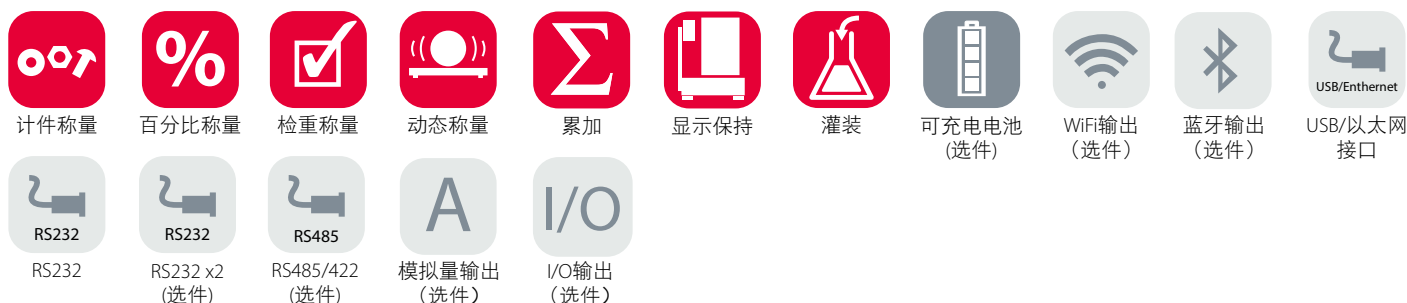 %
Σ
USB/Enthernet
计件称量
百分比称量
检重称量
动态称量
累加
显示保持
灌装
可充电电池
(选件)
WiFi输出
（选件）
蓝牙输出
（选件）
USB/以太网
接口
RS232
RS232
RS485
A
I/O
RS232
RS232 x2
(选件)
RS485/422
(选件)
模拟量输出
（选件）
I/O输出
（选件）